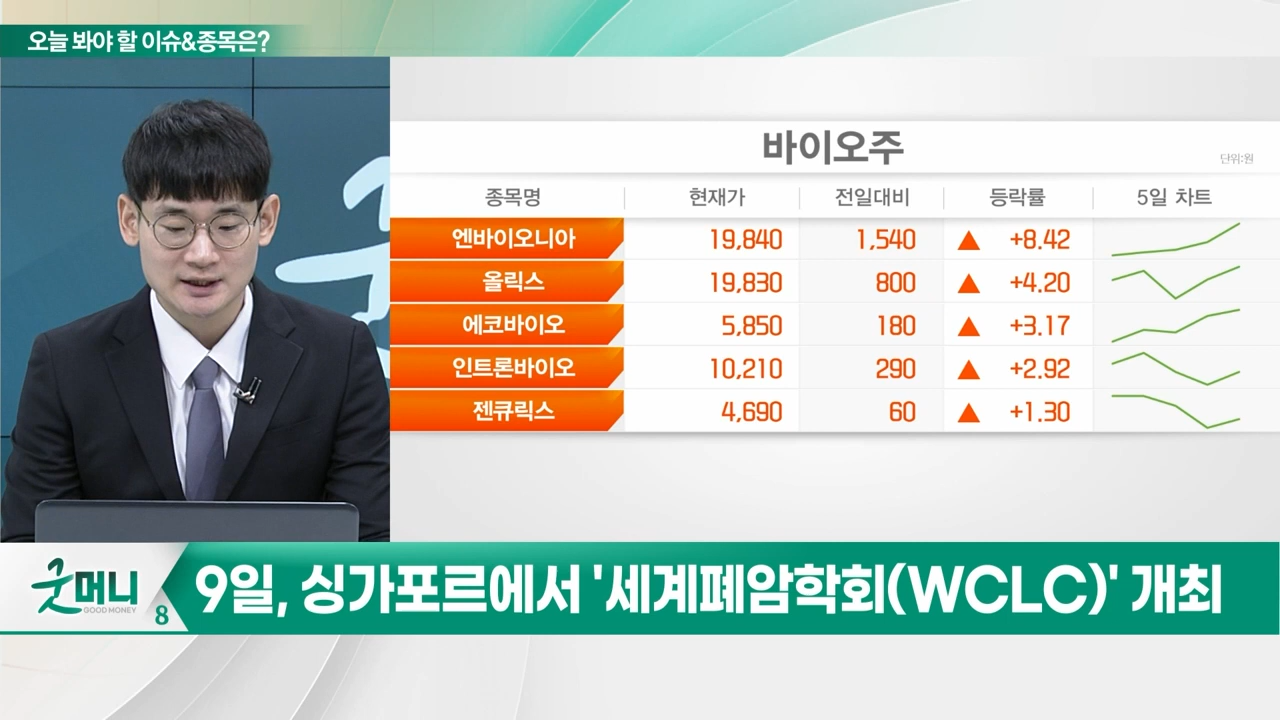 오늘 봐야 할 이슈&종목은?
바이오주
단위:원
종목명 현재가 전일대비 등락률 5일 차트
엔바이오니아 19,840 1,540 ▲ +8.42
올릭스 19,830 800 ▲ +4.20
에코바이오 5,850 180 ▲ +3.17
인트론바이오 10,210 290 ▲ +2.92
젠큐릭스 4,690 60 ▲ +1.30
굿머니
GOOD MONEY
8
9일, 싱가포르에서 '세계폐암학회(WCLC)' 개최